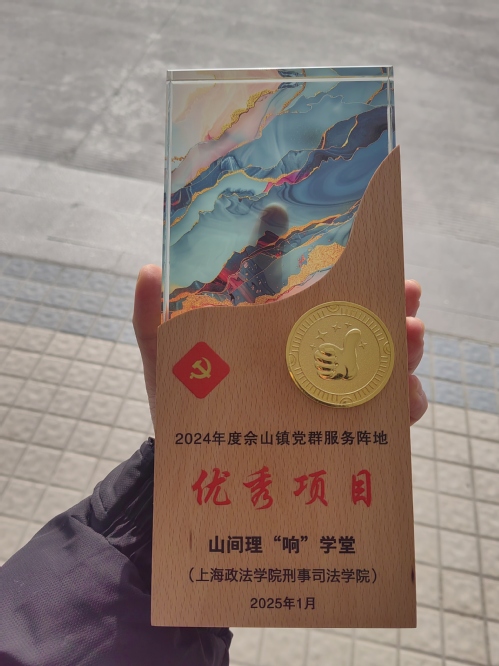 2024年度佘山镇党群服务阵地
优秀项目
山间理“响”学堂
（上海政法学院刑事司法学院）
2025年1月